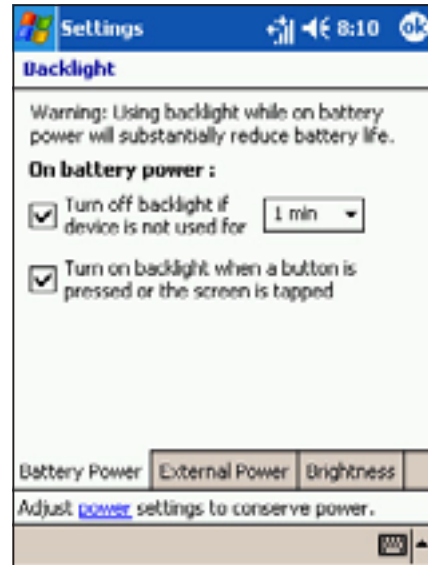 Settings 8:10 ok
Backlight
Warning: Using backlight while on battery
power will substantially reduce battery life.
On battery power :
Turn off backlight if
device is not used for 1 min
Turn on backlight when a button is
pressed or the screen is tapped
Battery Power External Power Brightness
Adjust power settings to conserve power.